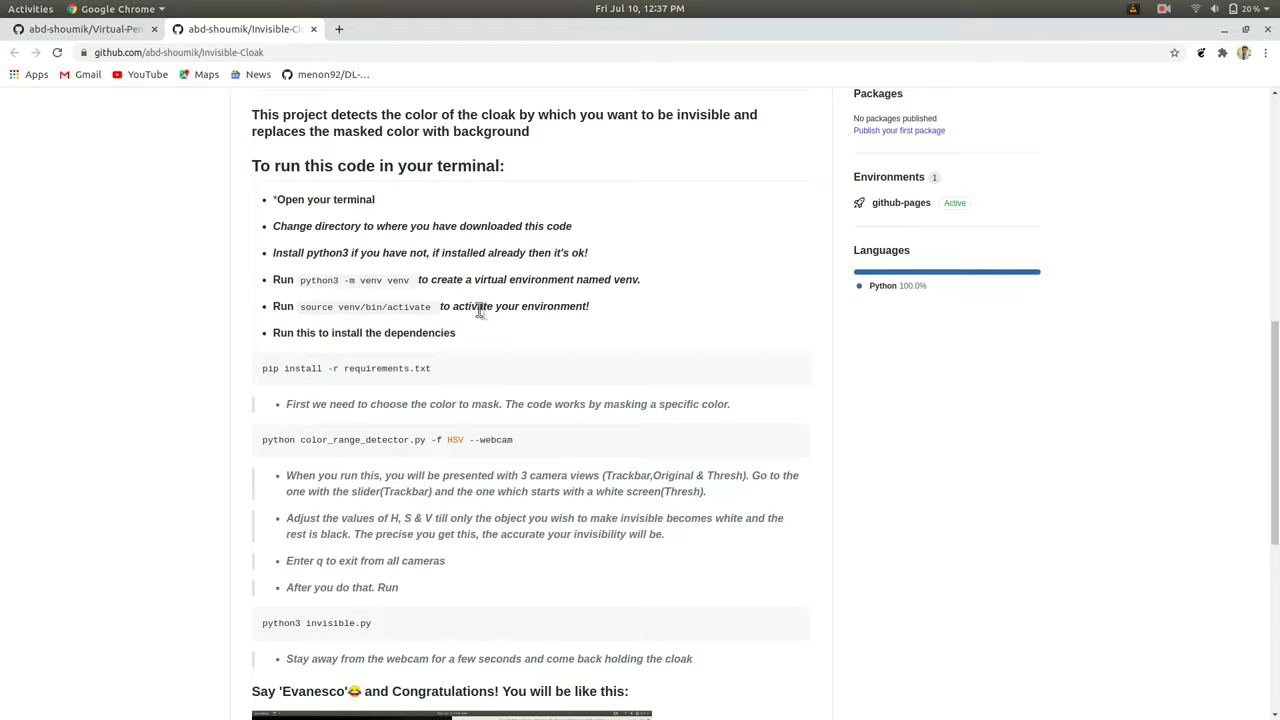 Activities Google Chrome Fri Jul 10, 12:37 PM 20%
abd-shoumik/Virtual-Pen abd-shoumik/Invisible-Clo
github.com/abd-shoumik/Invisible-Cloak
Apps Gmail YouTube Maps News menon92/DL-...
This project detects the color of the cloak by which you want to be invisible and
replaces the masked color with background
To run this code in your terminal:
• *Open your terminal
• Change directory to where you have downloaded this code
• Install python3 if you have not, if installed already then it's ok!
• Run python3 -m venv venv to create a virtual environment named venv.
• Run source venv/bin/activate to activate your environment!
• Run this to install the dependencies
pip install -r requirements.txt
• First we need to choose the color to mask. The code works by masking a specific color.
python color_range_detector.py -f HSV --webcam
• When you run this, you will be presented with 3 camera views (Trackbar,Original & Thresh). Go to the
one with the slider(Trackbar) and the one which starts with a white screen(Thresh).
• Adjust the values of H, S & V till only the object you wish to make invisible becomes white and the
rest is black. The precise you get this, the accurate your invisibility will be.
• Enter q to exit from all cameras
• After you do that. Run
python3 invisible.py
• Stay away from the webcam for a few seconds and come back holding the cloak
Say 'Evanesco'😂 and Congratulations! You will be like this:
Packages
No packages published
Publish your first package
Environments 1
github-pages Active
Languages
Python 100.0%